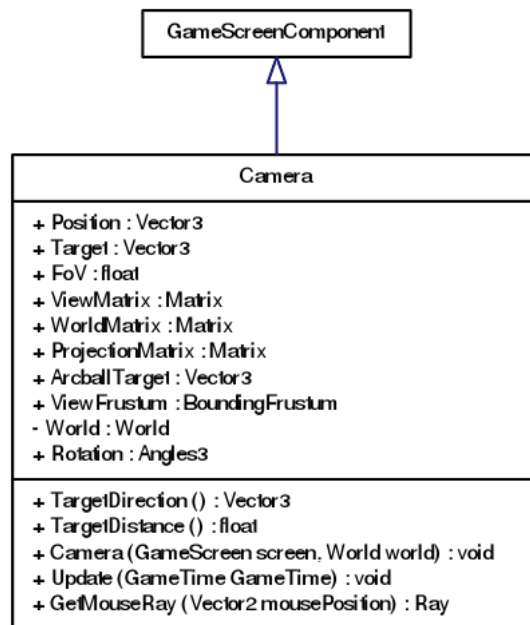 GameScreenComponent
Camera
+ Position : Vector3
+ Target : Vector3
+ FoV : float
+ ViewMatrix : Matrix
+ WorldMatrix : Matrix
+ ProjectionMatrix : Matrix
+ ArcballTarget : Vector3
+ ViewFrustum : BoundingFrustum
- World : World
+ Rotation : Angles3
+ TargetDirection () : Vector3
+ TargetDistance () : float
+ Camera (GameScreen screen, World world) : void
+ Update (GameTime GameTime) : void
+ GetMouseRay (Vector2 mousePosition) : Ray